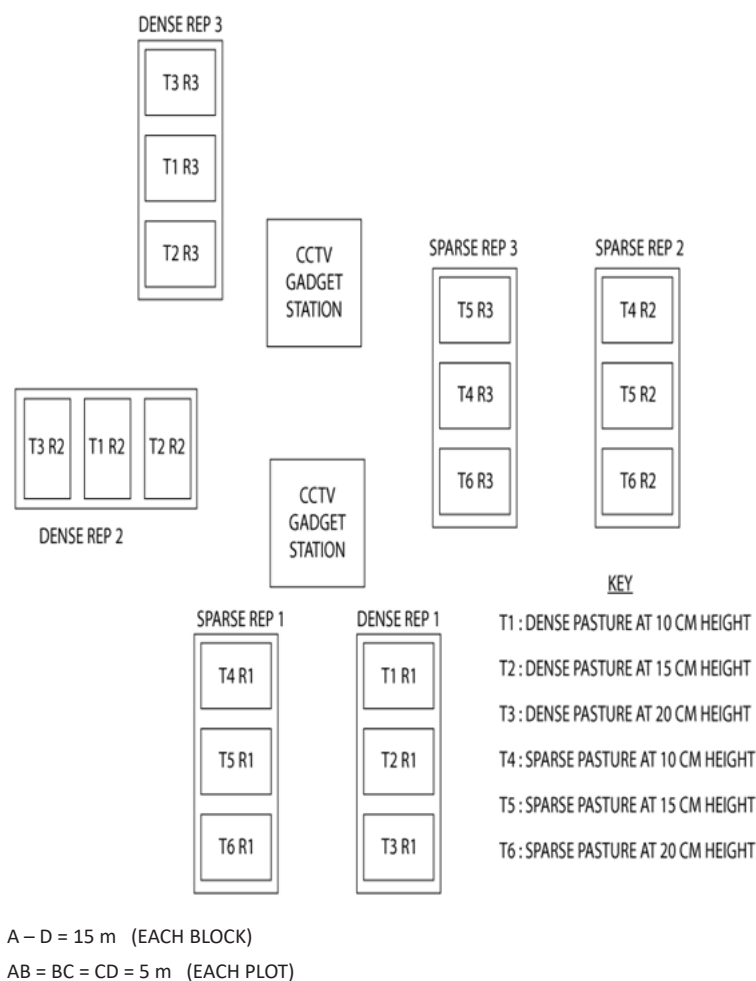 DENSE REP 3
T3 R3
T1 R3
T2 R3
CCTV
GADGET
STATION
SPARSE REP 3
T5 R3
T4 R3
T6 R3
SPARSE REP 2
T4 R2
T5 R2
T6 R2
T3 R2
T1 R2
T2 R2
DENSE REP 2
CCTV
GADGET
STATION
SPARSE REP 1
T4 R1
T5 R1
T6 R1
DENSE REP 1
T1 R1
T2 R1
T3 R1
KEY
T1 : DENSE PASTURE AT 10 CM HEIGHT
T2 : DENSE PASTURE AT 15 CM HEIGHT
T3 : DENSE PASTURE AT 20 CM HEIGHT
T4 : SPARSE PASTURE AT 10 CM HEIGHT
T5 : SPARSE PASTURE AT 15 CM HEIGHT
T6 : SPARSE PASTURE AT 20 CM HEIGHT
A – D = 15 m (EACH BLOCK)
AB = BC = CD = 5 m (EACH PLOT)